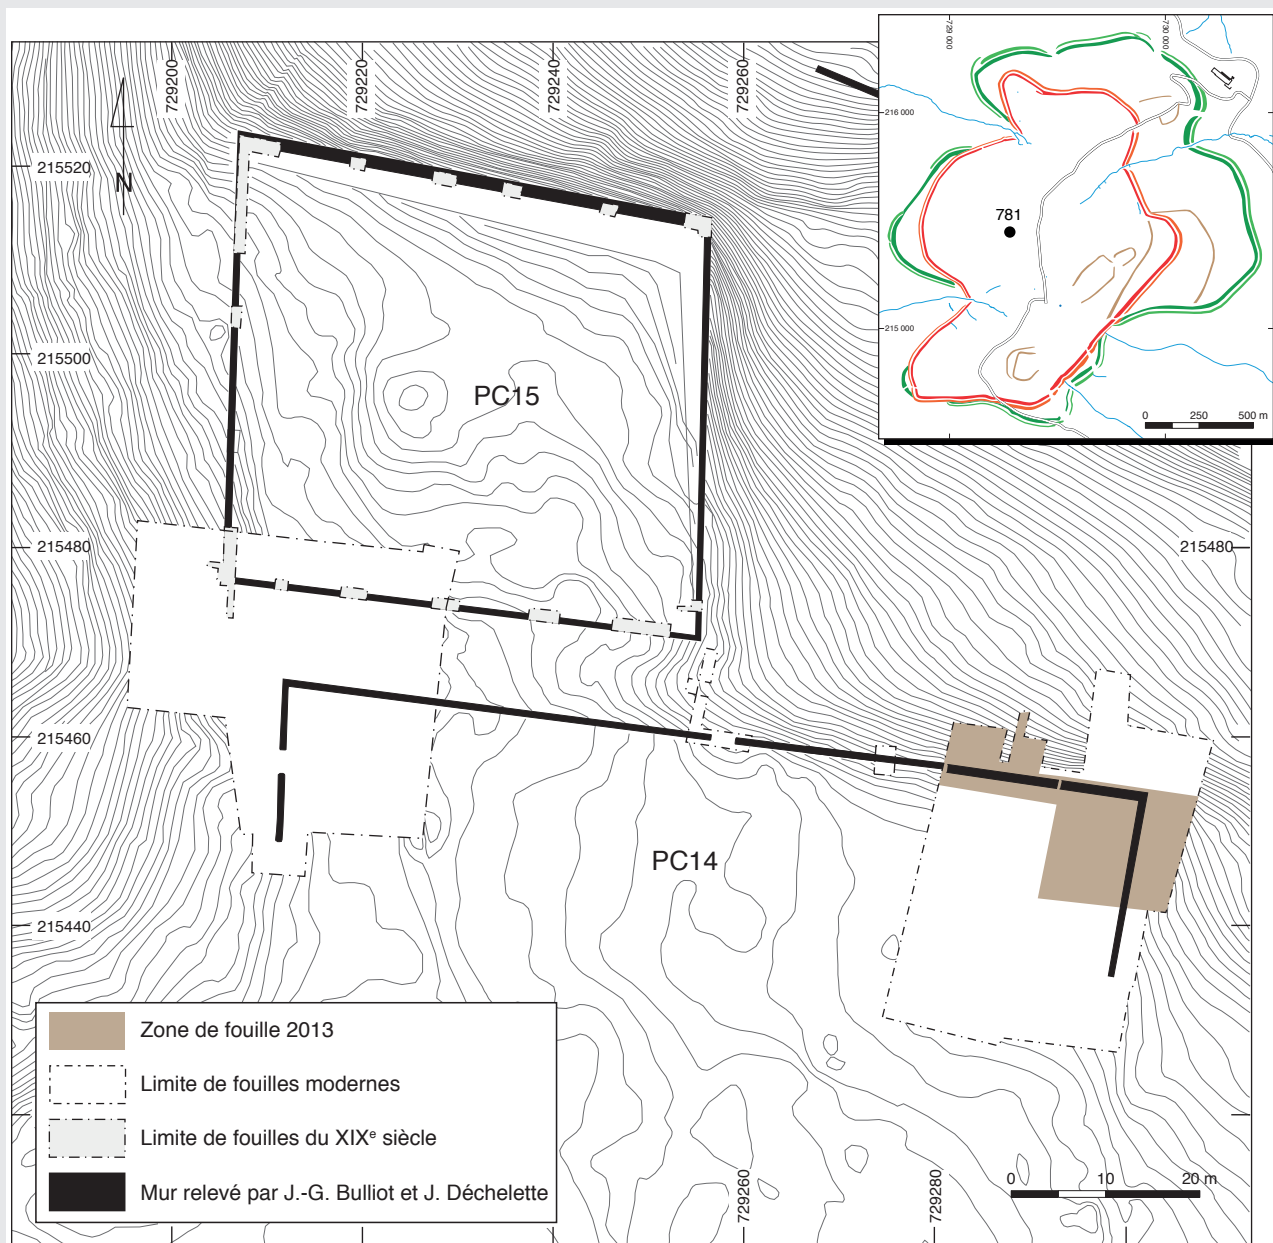 729200
729220
729240
729260
N
215520
215500
215480
215460
215440
215480
PC15
PC14
729 000
730 000
216 000
215 000
781
0 250 500 m
Zone de fouille 2013
Limite de fouilles modernes
Limite de fouilles du XIXᵉ siècle
Mur relevé par J.-G. Bulliot et J. Déchelette
729260
729280
0 10 20 m